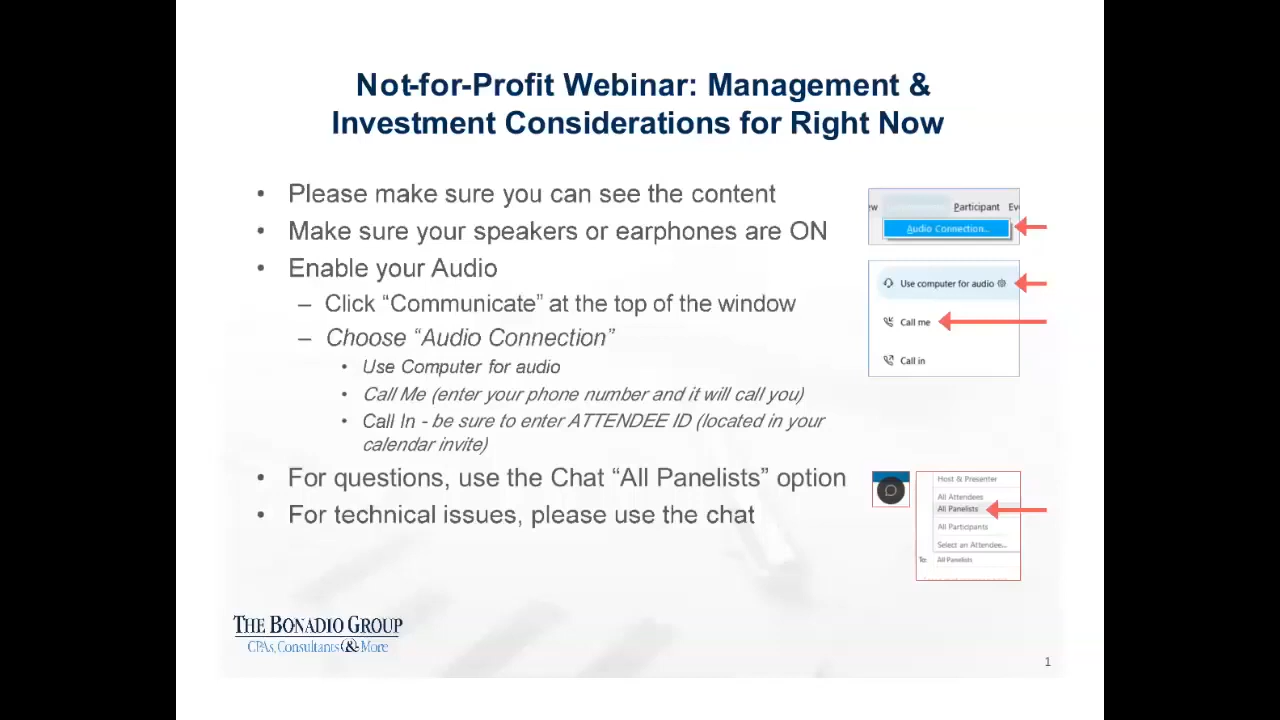 Not-for-Profit Webinar: Management &
Investment Considerations for Right Now
• Please make sure you can see the content
• Make sure your speakers or earphones are ON
• Enable your Audio
– Click “Communicate” at the top of the window
– Choose “Audio Connection”
• Use Computer for audio
• Call Me (enter your phone number and it will call you)
• Call In - be sure to enter ATTENDEE ID (located in your
calendar invite)
• For questions, use the Chat “All Panelists” option
• For technical issues, please use the chat
Participant
Audio Connection...
Use computer for audio
Call me
Call in
Host & Presenter
All Attendees
All Panelists
All Participants
Select an Attendee...
To: All Panelists
THE BONADIO GROUP
CPAs, Consultants & More
1